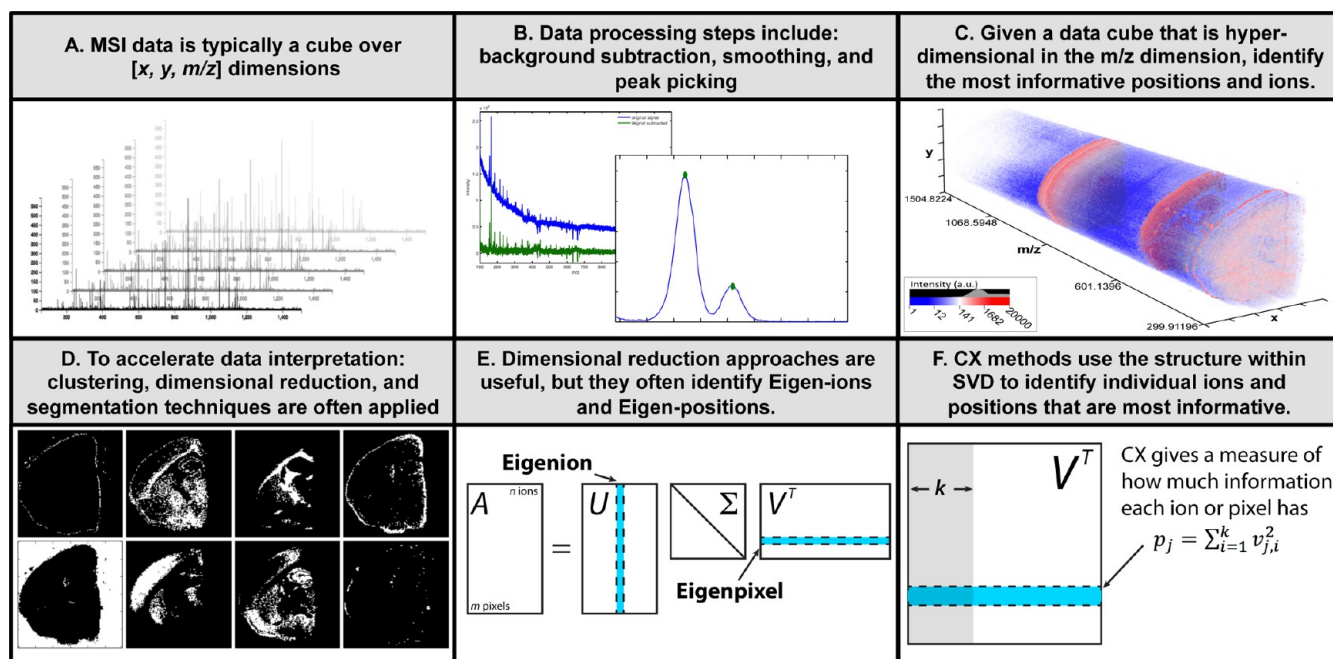 A. MSI data is typically a cube over
[x, y, m/z] dimensions
B. Data processing steps include:
background subtraction, smoothing, and
peak picking
C. Given a data cube that is hyper-
dimensional in the m/z dimension, identify
the most informative positions and ions.
y
1504.8224
1068.5948
m/z
601.1396
299.91196
x
Intensity (a.u.)
1
12
141
1682
20000
D. To accelerate data interpretation:
clustering, dimensional reduction, and
segmentation techniques are often applied
E. Dimensional reduction approaches are
useful, but they often identify Eigen-ions
and Eigen-positions.
Eigenion
A
n ions
m pixels
=
U
Σ
V^T
Eigenpixel
F. CX methods use the structure within
SVD to identify individual ions and
positions that are most informative.
k
V^T
CX gives a measure of
how much information
each ion or pixel has
p_j = ∑_{i=1}^{k} v_{j,i}^2